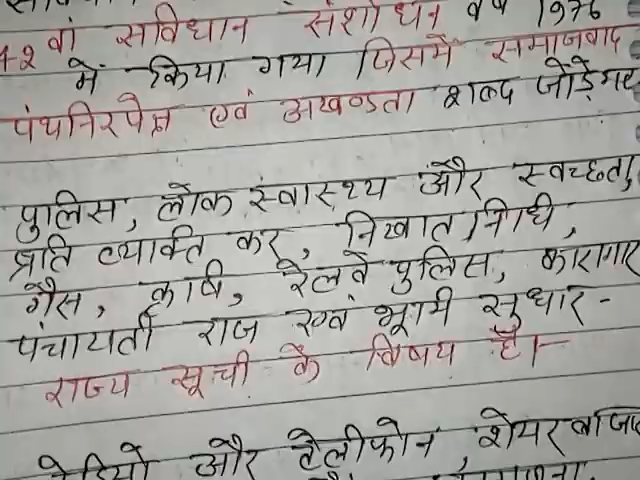 42 वां संविधान संशोधन वर्ष 1976
में किया गया जिसमें समाजवाद
पंथनिरपेक्ष एवं अखण्डता शब्द जोड़े गए
पुलिस, लोक स्वास्थ्य और स्वच्छता,
प्रति व्यक्ति कर, निखात निधि,
गैस, कृषि, रेलवे पुलिस, कारागार
पंचायती राज एवं भूमि सुधार -
राज्य सूची के विषय है।
रेडियो और टेलीफोन, शेयर बाजार